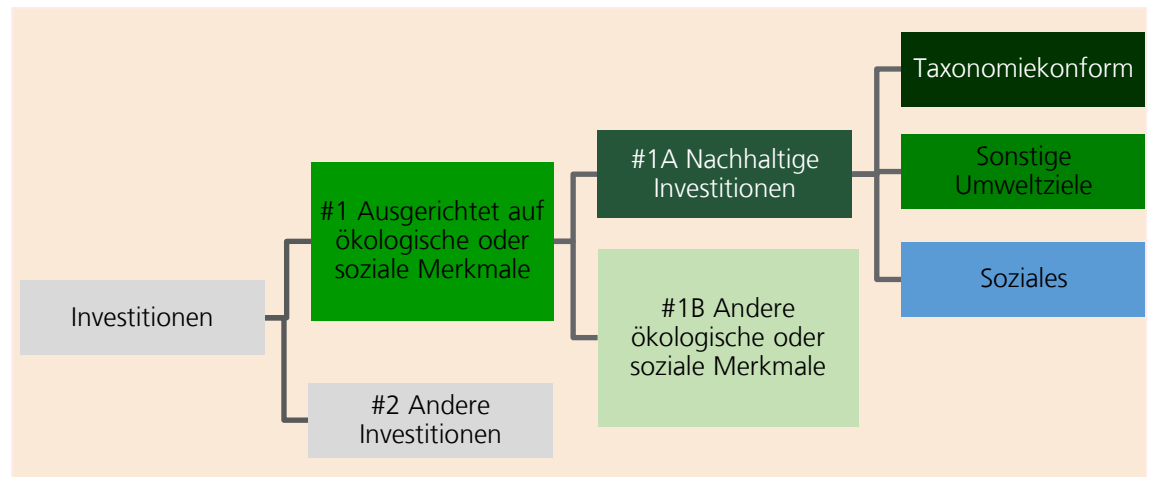 Investitionen
#1 Ausgerichtet auf
ökologische oder
soziale Merkmale
#2 Andere
Investitionen
#1A Nachhaltige
Investitionen
#1B Andere
ökologische oder
soziale Merkmale
Taxonomiekonform
Sonstige
Umweltziele
Soziales